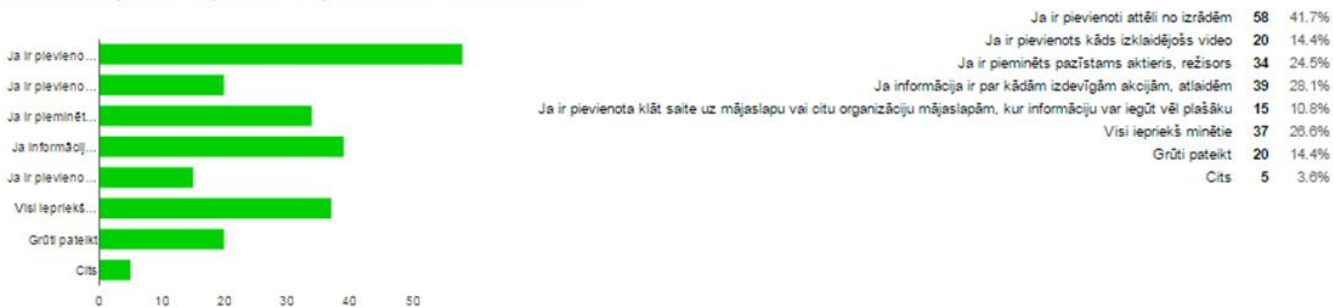 Ja ir pievieno...
Ja ir pievieno...
Ja ir pieminēt...
Ja informācij...
Ja ir pievieno...
Visi iepriekš...
Grūti pateikt
Cits
0 10 20 30 40 50
Ja ir pievienoti attēli no izrādēm 58 41.7%
Ja ir pievienots kāds izklaidējošs video 20 14.4%
Ja ir pieminēts pazīstams aktieris, režisors 34 24.5%
Ja informācija ir par kādām izdevīgām akcijām, atlaidēm 39 28.1%
Ja ir pievienota klāt saite uz mājaslapu vai citu organizāciju mājaslapām, kur informāciju var iegūt vēl plašāku 15 10.8%
Visi iepriekš minētie 37 26.6%
Grūti pateikt 20 14.4%
Cits 5 3.6%